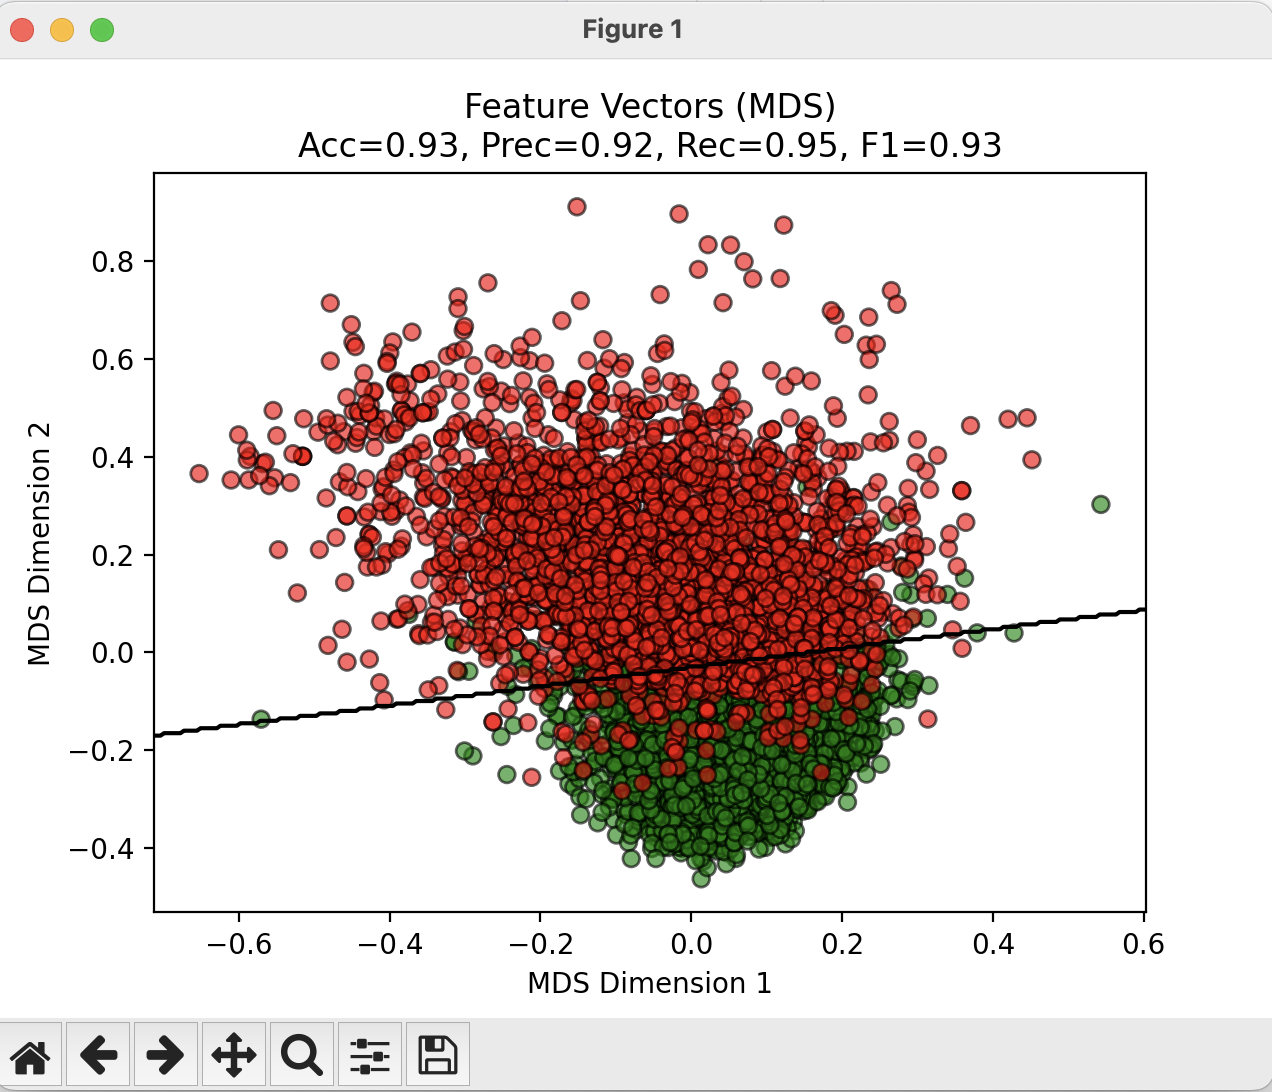 Figure 1
Feature Vectors (MDS)
Acc=0.93, Prec=0.92, Rec=0.95, F1=0.93
MDS Dimension 2
0.8
0.6
0.4
0.2
0.0
−0.2
−0.4
−0.6 −0.4 −0.2 0.0 0.2 0.4 0.6
MDS Dimension 1